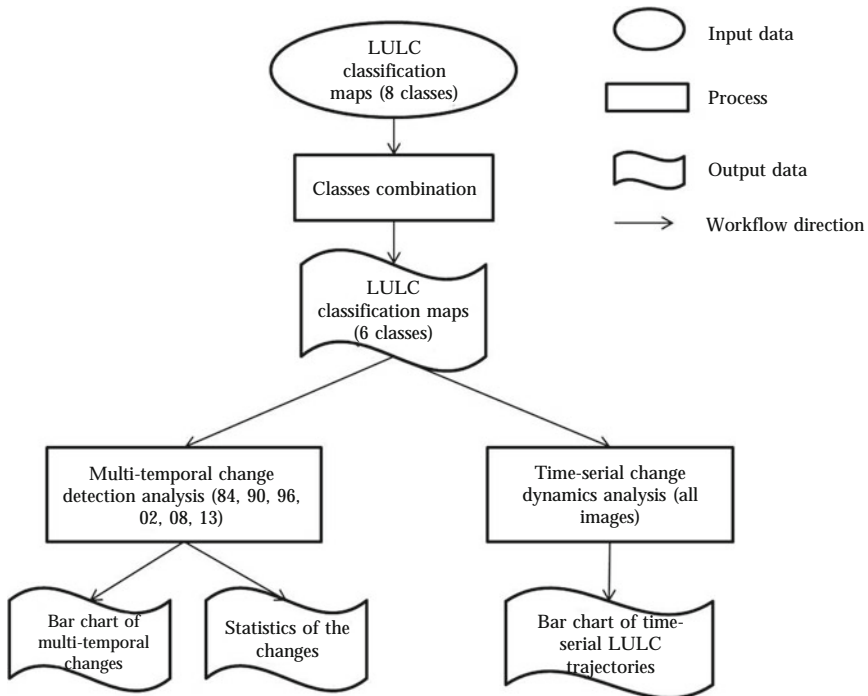 LULC
classification
maps (8 classes)
Classes combination
LULC
classification maps
(6 classes)
Multi-temporal change
detection analysis (84, 90, 96,
02, 08, 13)
Time-serial change
dynamics analysis (all
images)
Bar chart of
multi-temporal
changes
Statistics of the
changes
Bar chart of time-
serial LULC
trajectories
Input data
Process
Output data
Workflow direction